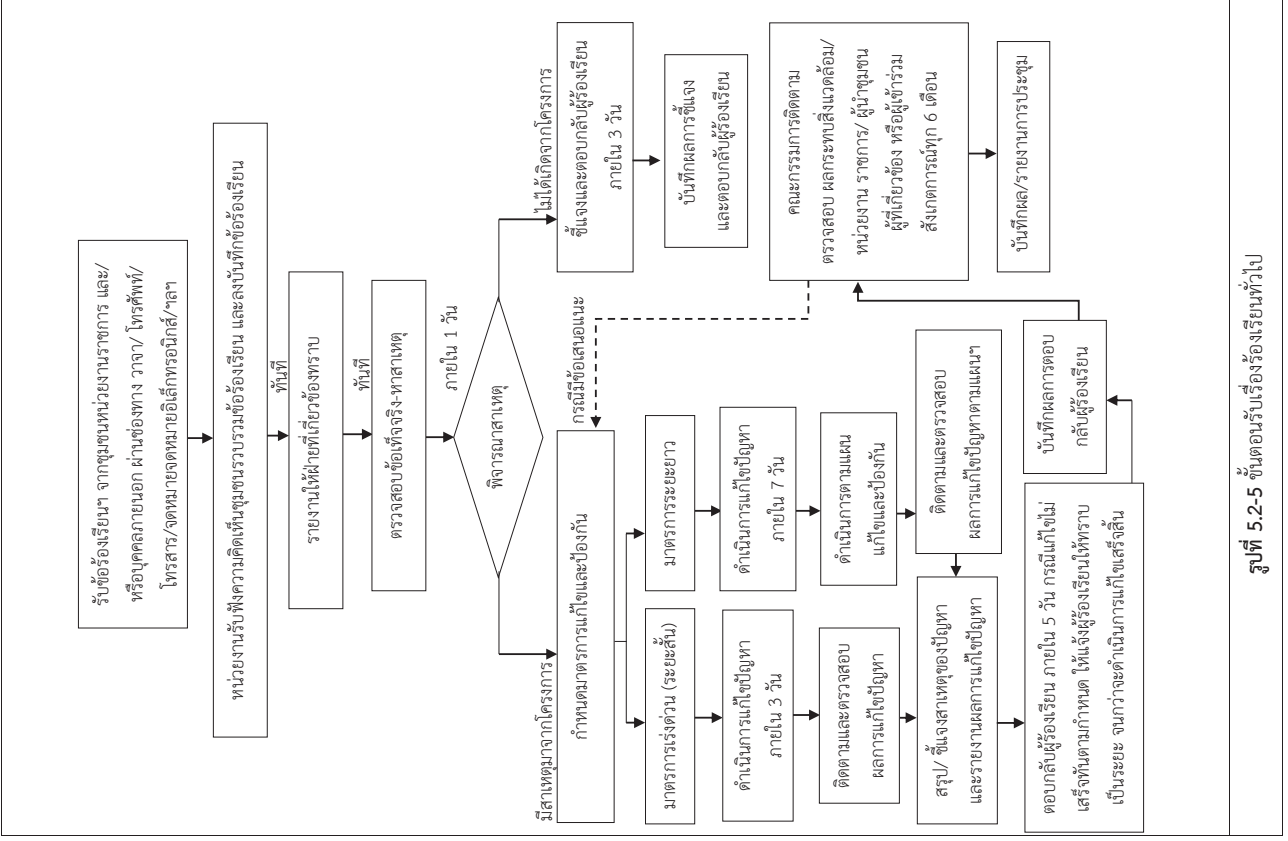 รับข้อร้องเรียนฯ จากชุมชนหน่วยงานราชการ และ/
หรือบุคคลภายนอก ผ่านช่องทาง วาจา/ โทรศัพท์/
โทรสาร/จดหมายจดหมายอิเล็กทรอนิกส์/ฯลฯ
หน่วยงานรับฟังความคิดเห็นชุมชนรวบรวมข้อร้องเรียน และลงบันทึกข้อร้องเรียน
ทันที
รายงานให้ฝ่ายที่เกี่ยวข้องทราบ
ทันที
ตรวจสอบข้อเท็จจริง-หาสาเหตุ
ภายใน 1 วัน
พิจารณาสาเหตุ
มีสาเหตุมาจากโครงการ
กำหนดมาตรการแก้ไขและป้องกัน
กรณีมีข้อเสนอแนะ
มาตรการเร่งด่วน (ระยะสั้น)
ดำเนินการแก้ไขปัญหา
ภายใน 3 วัน
ติดตามและตรวจสอบ
ผลการแก้ไขปัญหา
มาตรการระยะยาว
ดำเนินการแก้ไขปัญหา
ภายใน 7 วัน
ดำเนินการตามแผน
แก้ไขและป้องกัน
ติดตามและตรวจสอบ
ผลการแก้ไขปัญหาตามแผนฯ
สรุป/ ชี้แจงสาเหตุของปัญหา
และรายงานผลการแก้ไขปัญหา
ตอบกลับผู้ร้องเรียน ภายใน 5 วัน กรณีแก้ไขไม่
เสร็จทันตามกำหนด ให้แจ้งผู้ร้องเรียนให้ทราบ
เป็นระยะ จนกว่าจะดำเนินการแก้ไขเสร็จสิ้น
บันทึกผลการตอบ
กลับผู้ร้องเรียน
ไม่ได้เกิดจากโครงการ
ชี้แจงและตอบกลับผู้ร้องเรียน
ภายใน 3 วัน
บันทึกผลการชี้แจง
และตอบกลับผู้ร้องเรียน
คณะกรรมการติดตาม
ตรวจสอบ ผลกระทบสิ่งแวดล้อม/
หน่วยงาน ราชการ/ ผู้นำชุมชน
ผู้ที่เกี่ยวข้อง หรือผู้เข้าร่วม
สังเกตการณ์ทุก 6 เดือน
บันทึกผล/รายงานการประชุม
รูปที่ 5.2-5 ขั้นตอนรับเรื่องร้องเรียนทั่วไป